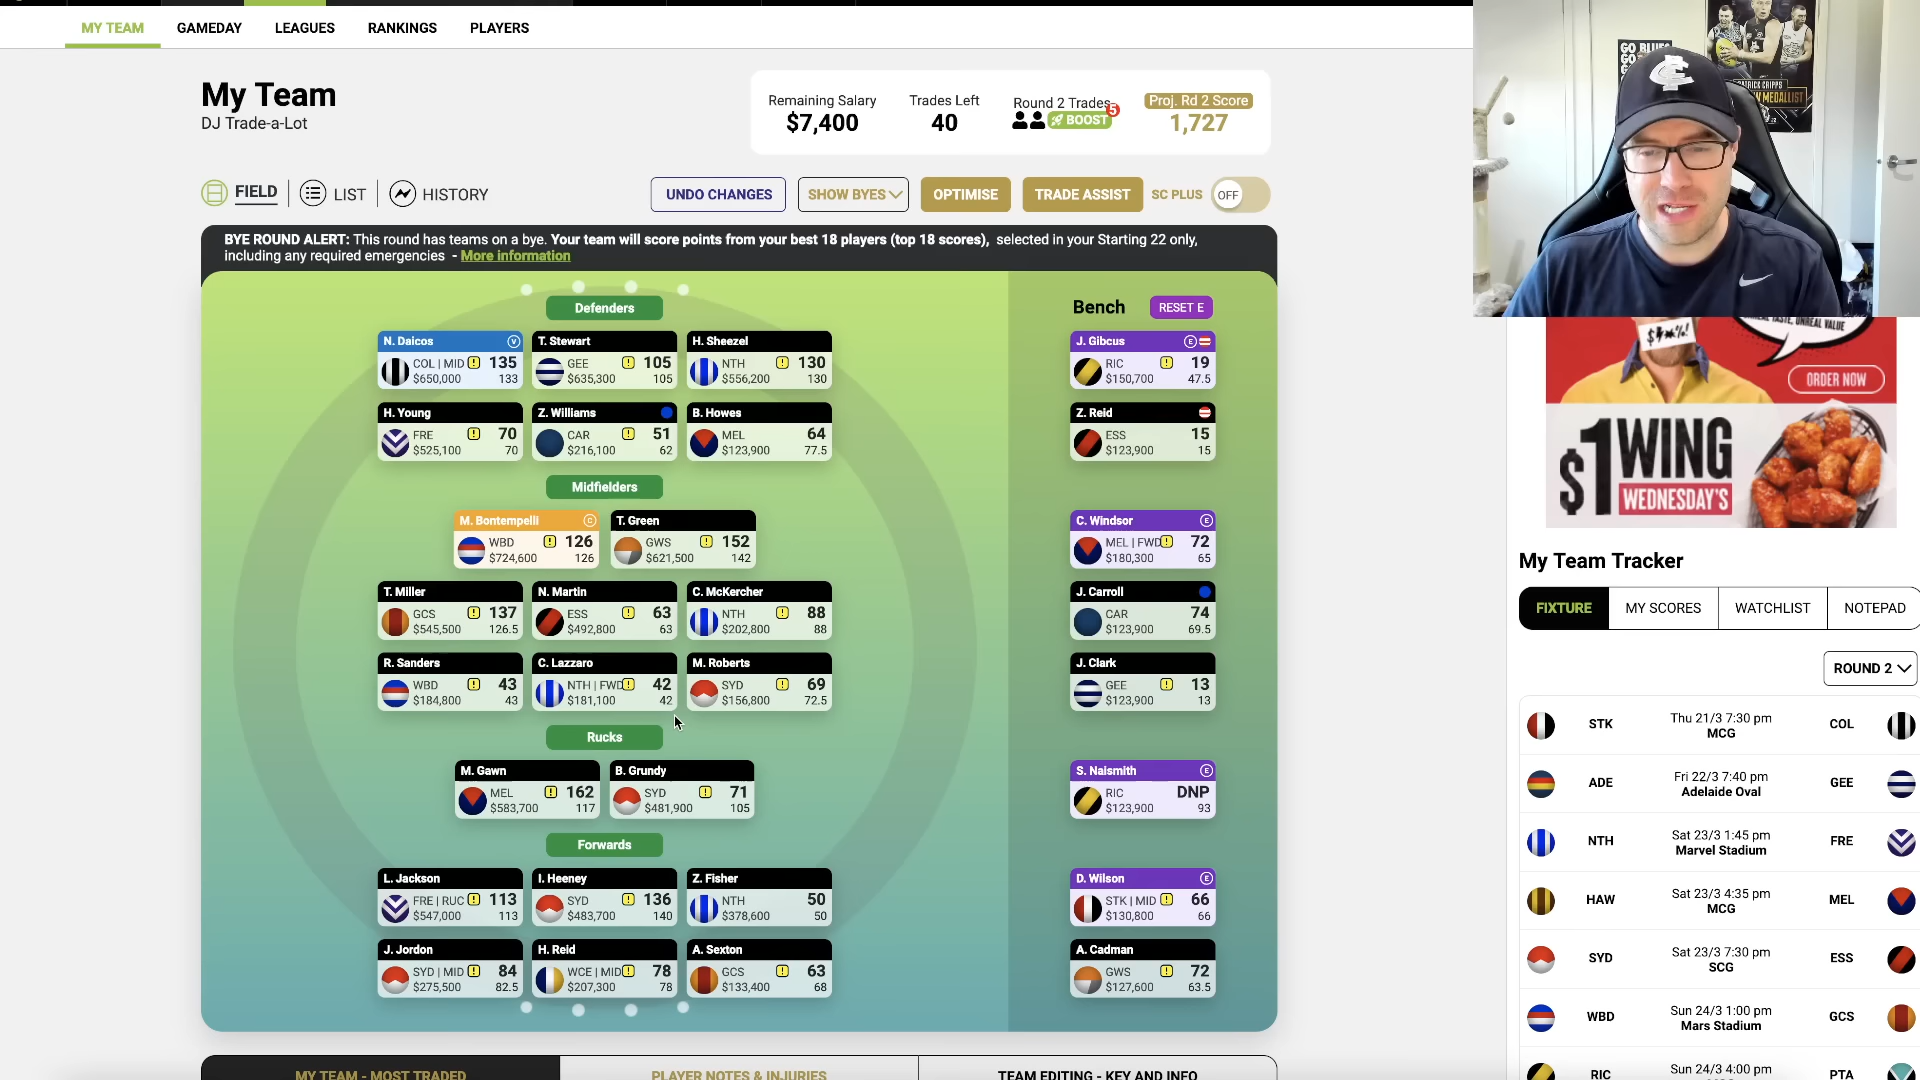 MY TEAM
GAMEDAY
LEAGUES
RANKINGS
PLAYERS
My Team
DJ Trade-a-Lot
Remaining Salary
$7,400
Trades Left
40
Round 2 Trades
5
BOOST
Proj. Rd 2 Score
1,727
FIELD
LIST
HISTORY
UNDO CHANGES
SHOW BYES
OPTIMISE
TRADE ASSIST
SC PLUS
OFF
BYE ROUND ALERT: This round has teams on a bye. Your team will score points from your best 18 players (top 18 scores), selected in your Starting 22 only,
including any required emergencies - More information
Defenders
Bench
RESET E
N. Daicos V
COL | MID ! 135
$650,000 133
T. Stewart
GEE ! 105
$635,300 105
H. Sheezel
NTH ! 130
$556,200 130
J. Gibcus E
RIC ! 19
$150,700 47.5
H. Young
FRE ! 70
$525,100 70
Z. Williams
CAR ! 51
$216,100 62
B. Howes
MEL 64
$123,900 77.5
Z. Reid
ESS 15
$123,900 15
Midfielders
M. Bontempelli C
WBD ! 126
$724,600 126
T. Green
GWS ! 152
$621,500 142
C. Windsor E
MEL | FWD ! 72
$180,300 65
T. Miller
GCS ! 137
$545,500 126.5
N. Martin
ESS ! 63
$492,800 63
C. McKercher
NTH ! 88
$202,800 88
J. Carroll
CAR 74
$123,900 69.5
R. Sanders
WBD ! 43
$184,800 43
C. Lazzaro
NTH | FWD ! 42
$181,100 42
M. Roberts
SYD ! 69
$156,800 72.5
J. Clark
GEE ! 13
$123,900 13
Rucks
M. Gawn
MEL ! 162
$583,700 117
B. Grundy
SYD ! 71
$481,900 105
S. Naismith E
RIC DNP
$123,900 93
Forwards
L. Jackson
FRE | RUC ! 113
$547,000 113
I. Heeney
SYD ! 136
$483,700 140
Z. Fisher
NTH 50
$378,600 50
D. Wilson E
STK | MID ! 66
$130,800 66
J. Jordon
SYD | MID ! 84
$275,500 82.5
H. Reid
WCE | MID ! 78
$207,300 78
A. Sexton
GCS ! 63
$133,400 68
A. Cadman
GWS ! 72
$127,600 63.5
MY TEAM - MOST TRADED
PLAYER NOTES & INJURIES
TEAM EDITING - KEY AND INFO
GO BLUES
PATRICK CRIPPS
MEDALLIST
$#*%!
UNREAL VALUE
ORDER NOW
$1 WING
WEDNESDAY'S
My Team Tracker
FIXTURE
MY SCORES
WATCHLIST
NOTEPAD
ROUND 2
STK Thu 21/3 7:30 pm COL
MCG
ADE Fri 22/3 7:40 pm GEE
Adelaide Oval
NTH Sat 23/3 1:45 pm FRE
Marvel Stadium
HAW Sat 23/3 4:35 pm MEL
MCG
SYD Sat 23/3 7:30 pm ESS
SCG
WBD Sun 24/3 1:00 pm GCS
Mars Stadium
RIC Sun 24/3 4:00 pm PTA